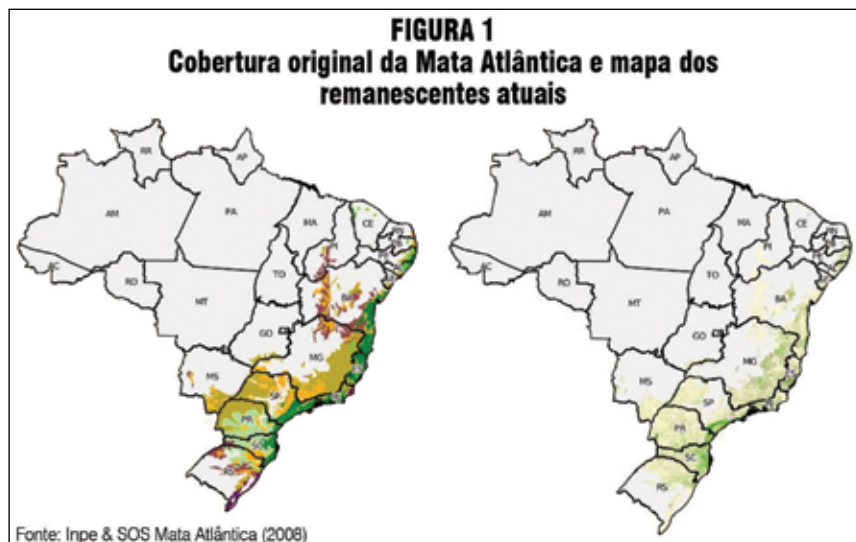 FIGURA 1
Cobertura original da Mata Atlântica e mapa dos
remanescentes atuais
RR
AP
AM
PA
MA
CE
RN
PI
AC
RO
TO
BA
MT
GO
MG
MS
SP
PR
SC
RS
RR
AP
AM
PA
MA
CE
RN
PI
AC
RO
TO
BA
MT
GO
MG
MS
SP
PR
SC
RS
Fonte: Inpe & SOS Mata Atlântica (2008)